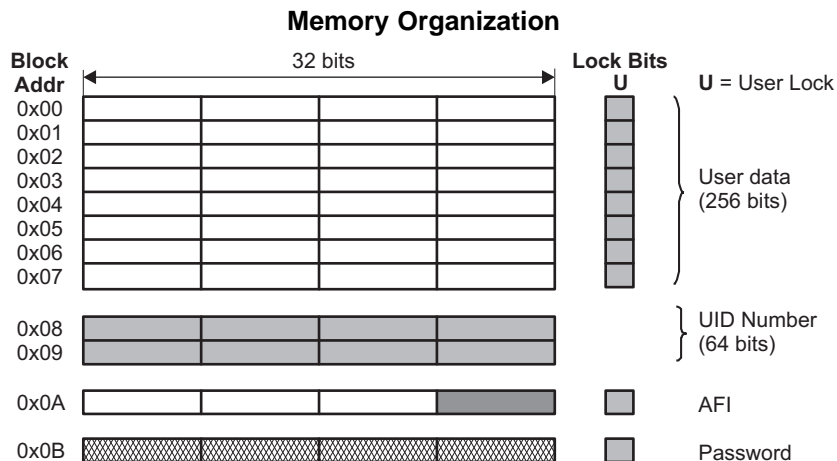 Memory Organization
Block
Addr
32 bits
Lock Bits
U
U = User Lock
0x00
0x01
0x02
0x03
0x04
0x05
0x06
0x07
User data
(256 bits)
0x08
0x09
UID Number
(64 bits)
0x0A
AFI
0x0B
Password